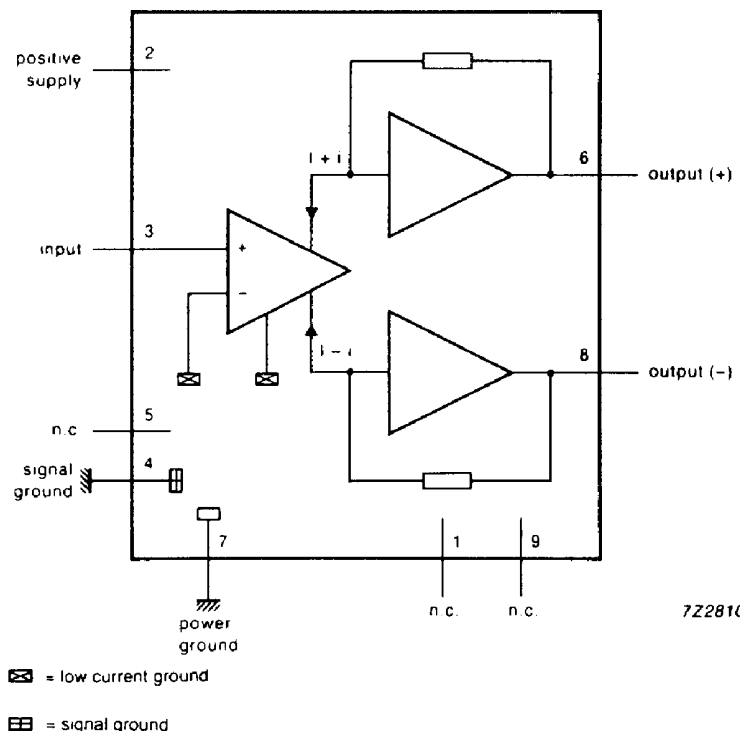 positive
supply
2
I + i
6
output (+)
3
input
+
−
I − i
8
output (−)
5
n.c
4
signal
ground
7
1
9
n.c.
n.c.
power
ground
= low current ground
= signal ground